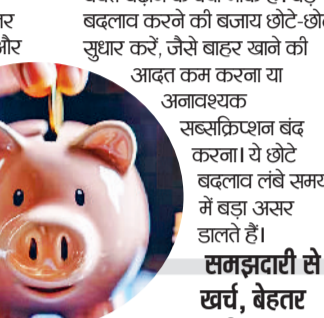 बदलाव करने की बजाय छोटे-छोटे
सुधार करें, जैसे बाहर खाने की
आदत कम करना या
अनावश्यक
सब्सक्रिप्शन बंद
करना। ये छोटे
बदलाव लंबे समय
में बड़ा असर
डालते हैं।
समझदारी से
खर्च, बेहतर